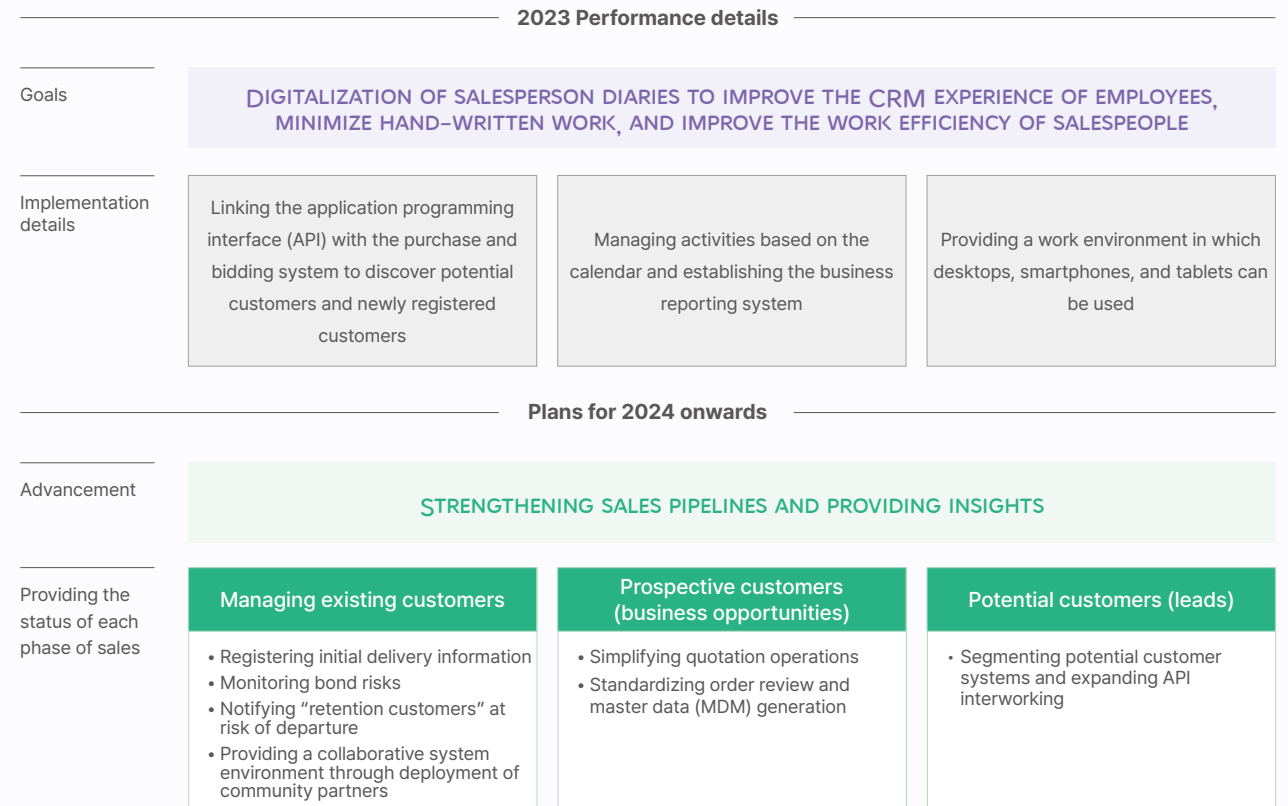 2023 Performance details
Goals
DIGITALIZATION OF SALESPERSON DIARIES TO IMPROVE THE CRM EXPERIENCE OF EMPLOYEES,
MINIMIZE HAND-WRITTEN WORK, AND IMPROVE THE WORK EFFICIENCY OF SALESPEOPLE
Implementation
details
Linking the application programming
interface (API) with the purchase and
bidding system to discover potential
customers and newly registered
customers
Managing activities based on the
calendar and establishing the business
reporting system
Providing a work environment in which
desktops, smartphones, and tablets can
be used
Plans for 2024 onwards
Advancement
STRENGTHENING SALES PIPELINES AND PROVIDING INSIGHTS
Providing the
status of each
phase of sales
Managing existing customers
• Registering initial delivery information
• Monitoring bond risks
• Notifying “retention customers” at
risk of departure
• Providing a collaborative system
environment through deployment of
community partners
Prospective customers
(business opportunities)
• Simplifying quotation operations
• Standardizing order review and
master data (MDM) generation
Potential customers (leads)
• Segmenting potential customer
systems and expanding API
interworking